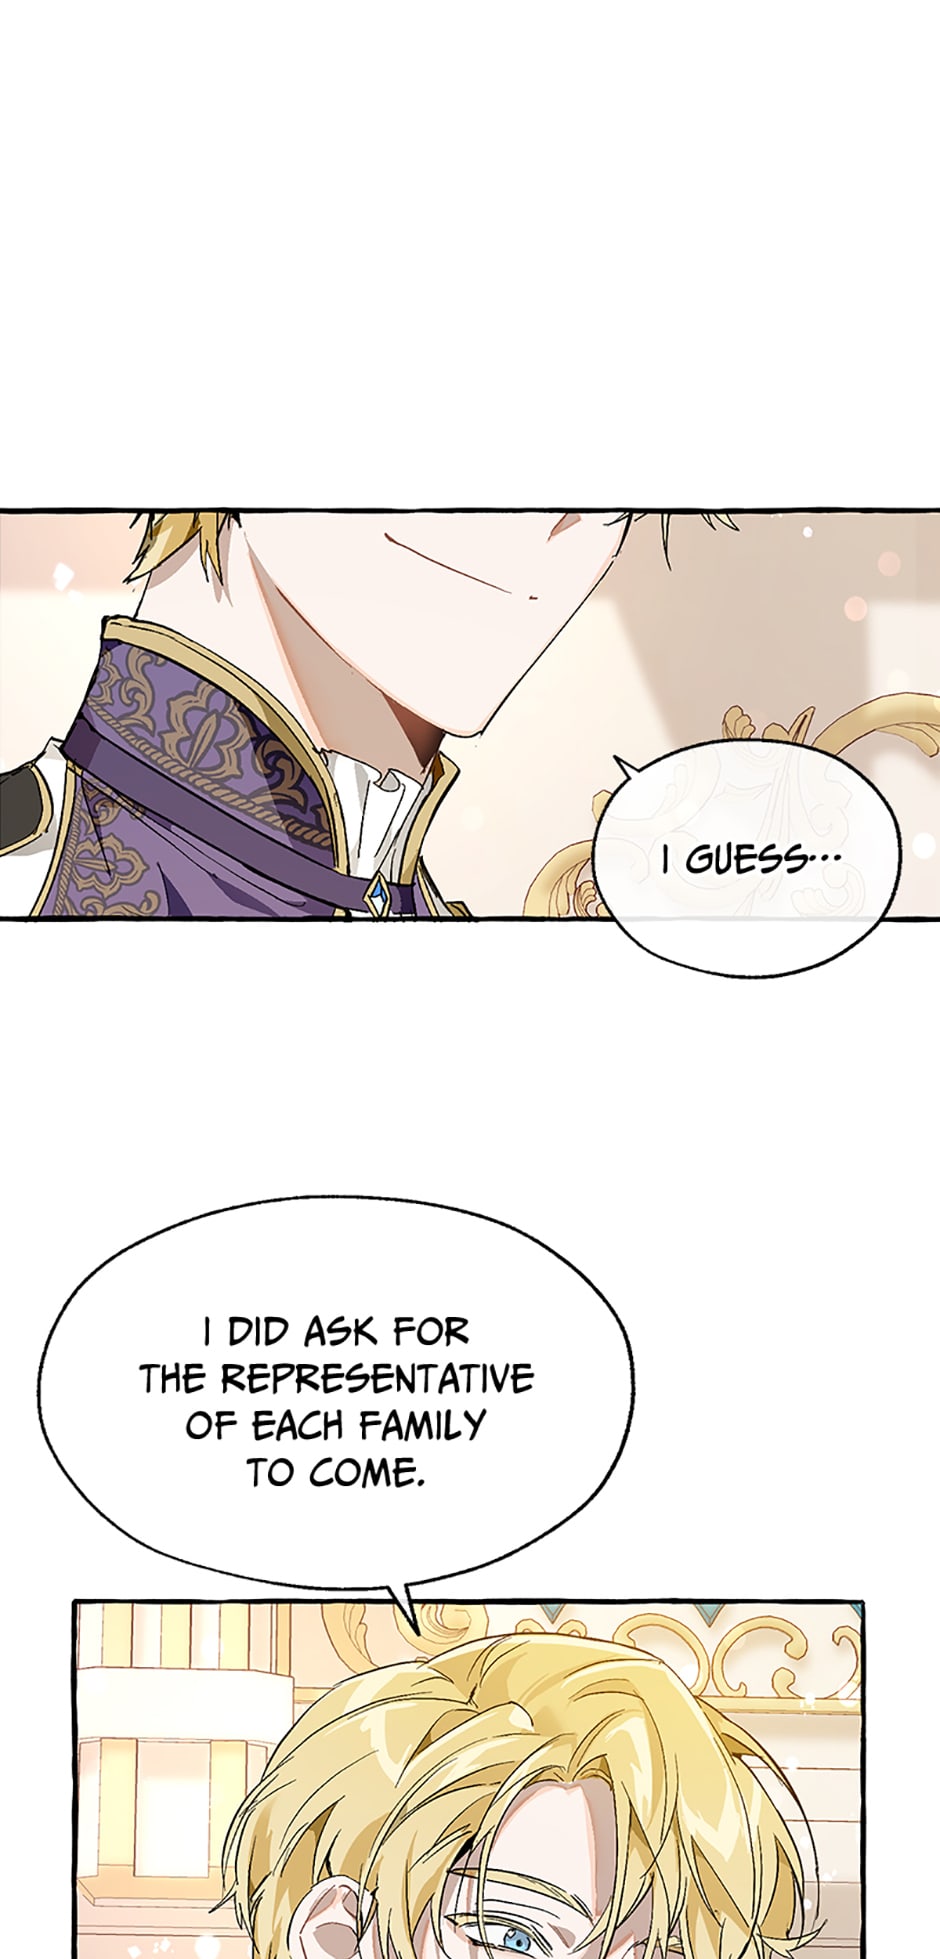 I GUESS...
I DID ASK FOR
THE REPRESENTATIVE
OF EACH FAMILY
TO COME.